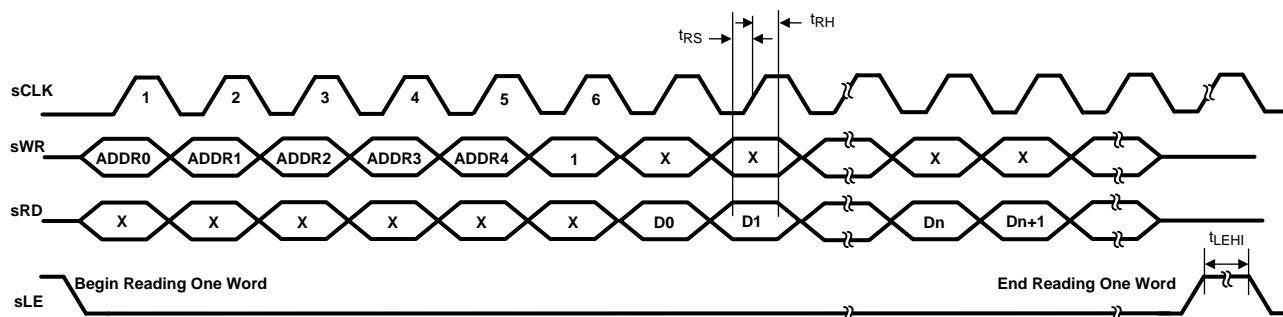 tRS
tRH
sCLK 1 2 3 4 5 6
sWR ADDR0 ADDR1 ADDR2 ADDR3 ADDR4 1 X X X X
sRD X X X X X X D0 D1 Dn Dn+1
tLEHI
sLE Begin Reading One Word End Reading One Word